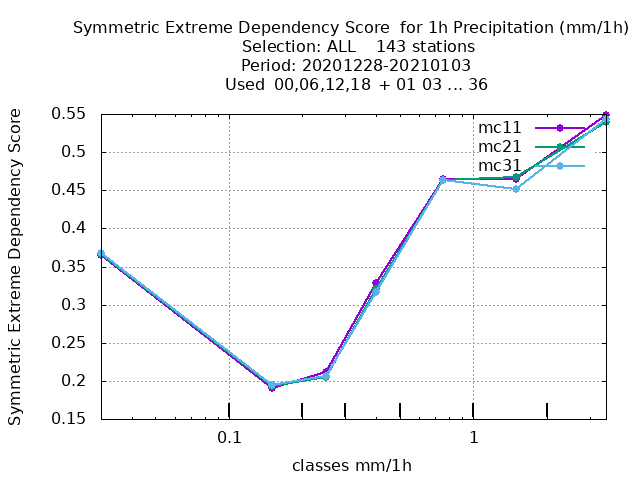 Symmetric Extreme Dependency Score  for 1h Precipitation (mm/1h)
Selection: ALL    143 stations
Period: 20201228-20210103
Used  00,06,12,18  + 01 03 ... 36
Symmetric Extreme Dependency Score
0.55
0.5
0.45
0.4
0.35
0.3
0.25
0.2
0.15
mc11
mc21
mc31
0.1
1
classes mm/1h